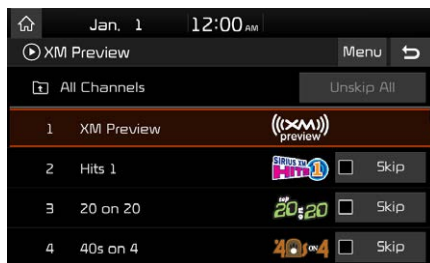 Jan. 1 12:00 AM
XM Preview Menu
All Channels Unskip All
1 XM Preview ((XM)) preview
2 Hits 1 SIRIUS XM HITS 1 Skip
3 20 on 20 top 20on20 Skip
4 40s on 4 40s ON 4 Skip